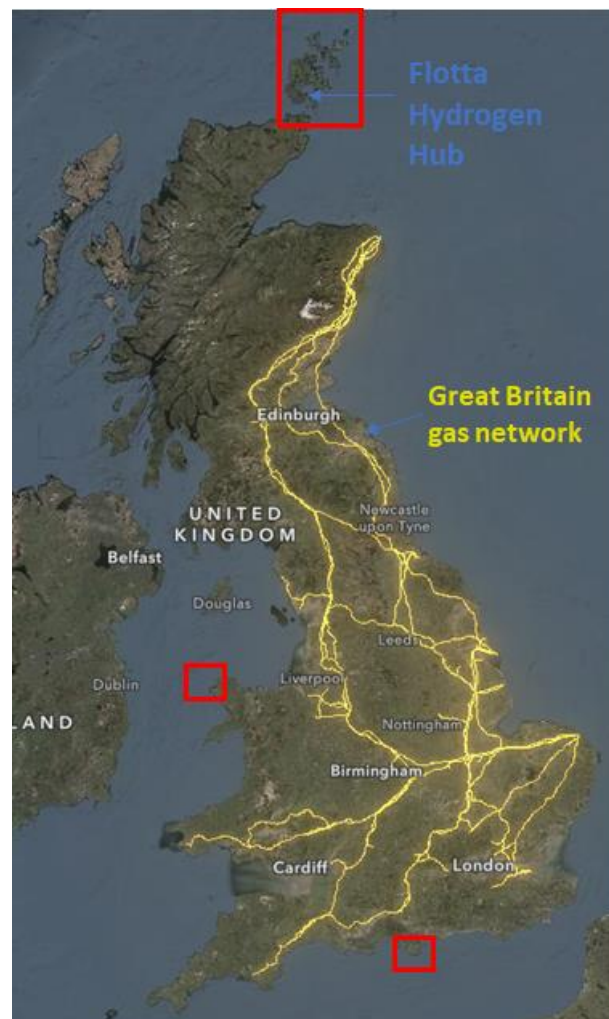 Flotta
Hydrogen
Hub
Great Britain
gas network
Edinburgh
UNITED
KINGDOM
Newcastle
upon Tyne
Belfast
Douglas
Leeds
Dublin
Liverpool
LAND
Nottingham
Birmingham
Cardiff
London